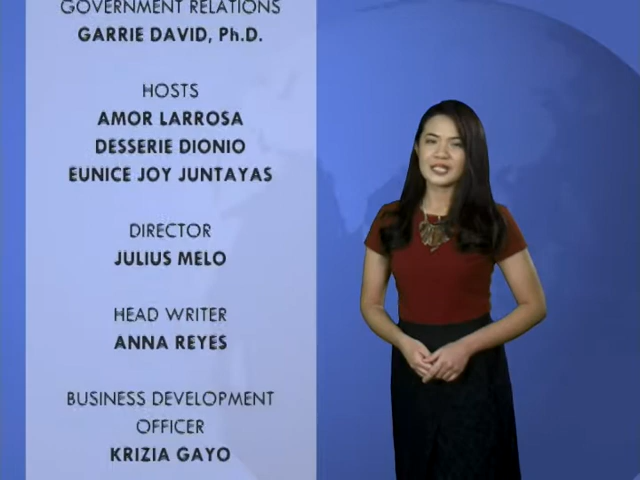 GOVERNMENT RELATIONS
GARRIE DAVID, Ph.D.
HOSTS
AMOR LARROSA
DESSERIE DIONIO
EUNICE JOY JUNTAYAS
DIRECTOR
JULIUS MELO
HEAD WRITER
ANNA REYES
BUSINESS DEVELOPMENT
OFFICER
KRIZIA GAYO